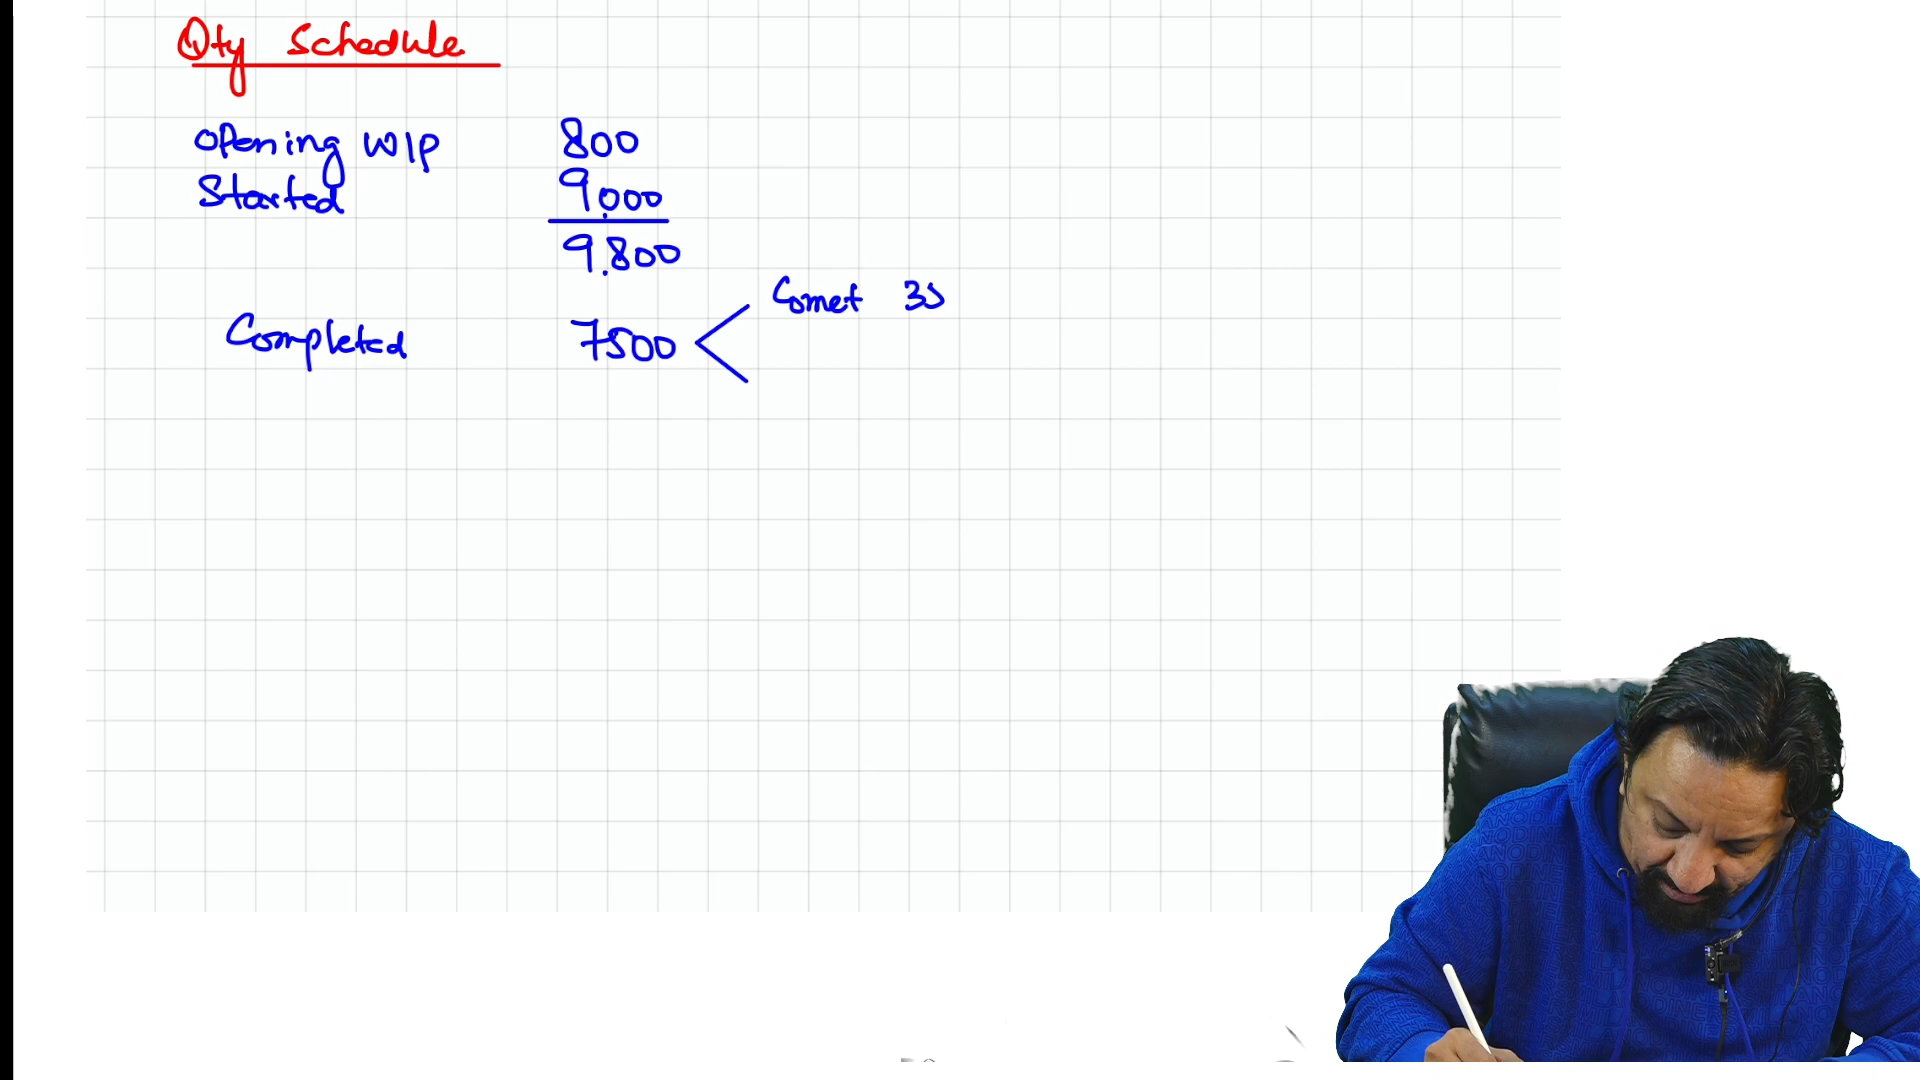 Qty Schedule
Opening WIP 800
Started 9,000
9,800
Comet 35
Completed 7500